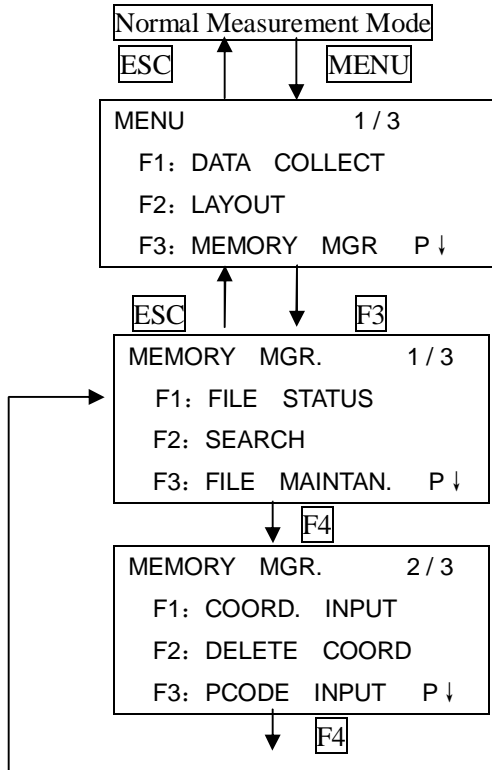 Normal Measurement Mode
ESC MENU
MENU 1 / 3
F1：DATA COLLECT
F2：LAYOUT
F3：MEMORY MGR P↓
ESC F3
MEMORY MGR. 1 / 3
F1：FILE STATUS
F2：SEARCH
F3：FILE MAINTAN. P↓
F4
MEMORY MGR. 2 / 3
F1：COORD. INPUT
F2：DELETE COORD
F3：PCODE INPUT P↓
F4